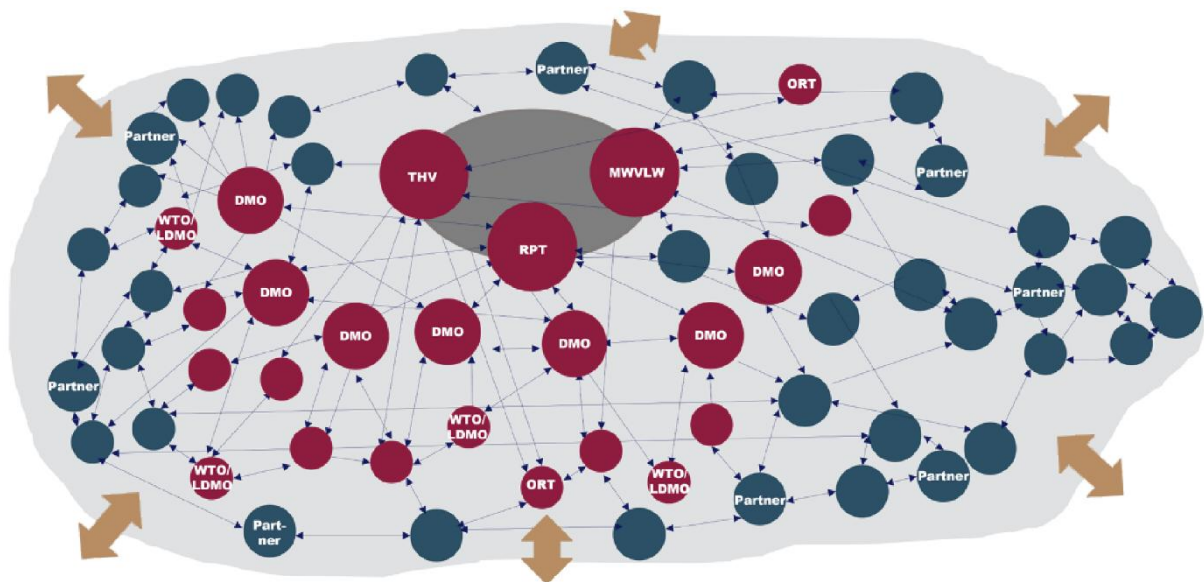 Partner
ORT
Partner
THV
MWVLW
Partner
DMO
WTO/
LDMO
RPT
DMO
DMO
Partner
DMO
DMO
DMO
DMO
Partner
WTO/
LDMO
WTO/
LDMO
WTO/
LDMO
Partner
ORT
Partner
Part-
ner